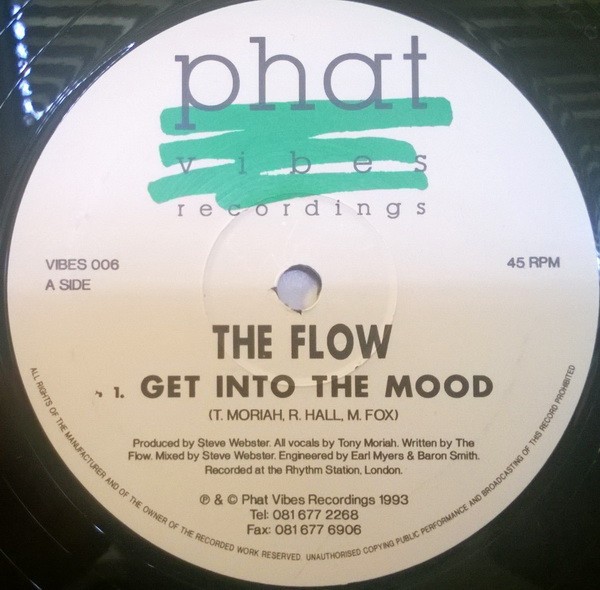 phat
vibes
recordings
VIBES 006
A SIDE
45 RPM
THE FLOW
1. GET INTO THE MOOD
(T. MORIAH, R. HALL, M. FOX)
Produced by Steve Webster. All vocals by Tony Moriah. Written by The
Flow. Mixed by Steve Webster. Engineered by Earl Myers & Baron Smith.
Recorded at the Rhythm Station, London.
℗ & © Phat Vibes Recordings 1993
Tel: 081 677 2268
Fax: 081 677 6906
ALL RIGHTS OF THE MANUFACTURER AND OF THE OWNER OF THE RECORDED WORK RESERVED. UNAUTHORISED COPYING PUBLIC PERFORMANCE AND BROADCASTING OF THIS RECORD PROHIBITED